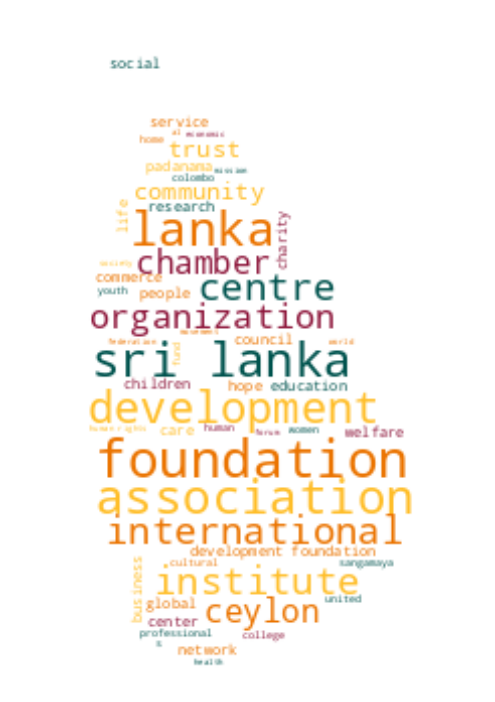 social
service
al economic
home
trust
padanama mission
colombo
community
life
research
lanka
charity
chamber
society
commerce
centre
youth people
organization
movement
federation council world
fund
sri lanka
children hope education
development
human rights care human forum women welfare
foundation
association
international
development foundation
cultural sangamaya
business
institute
global ceylon united
center
professional college
s
network
health